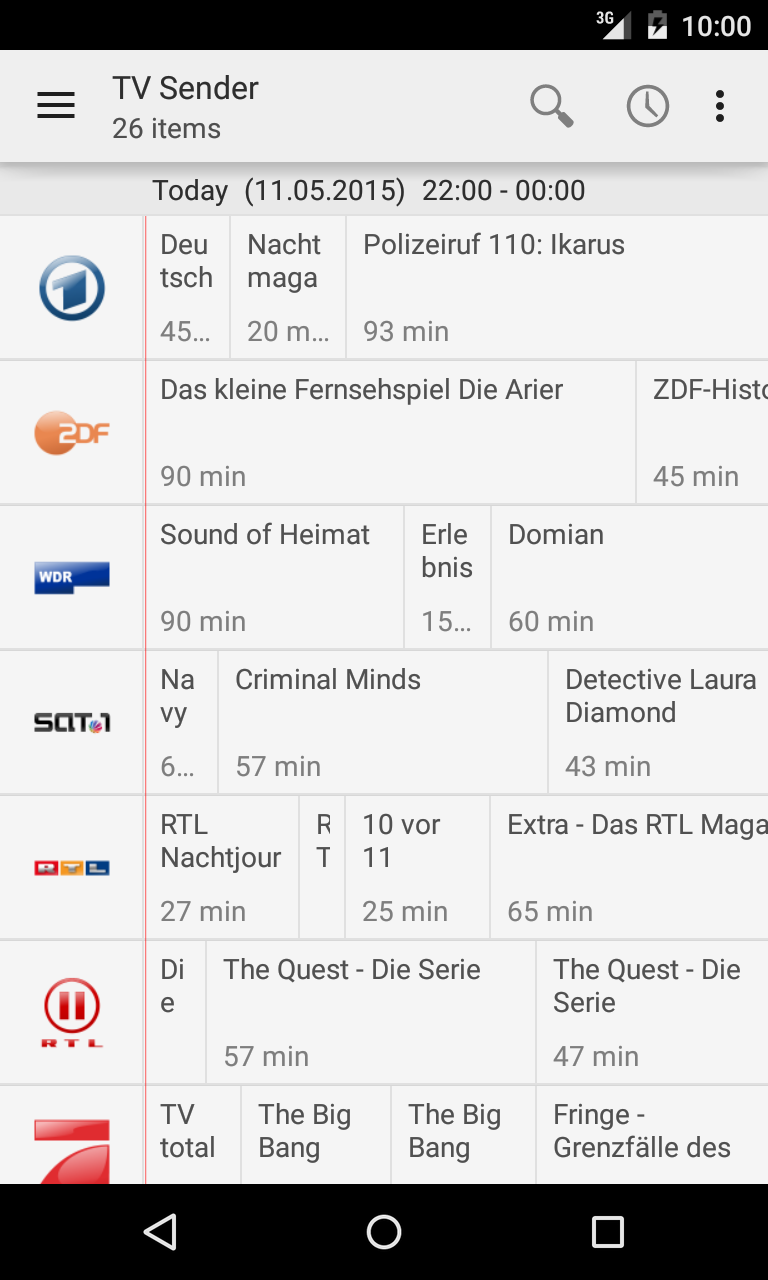 3G 10:00
TV Sender
26 items
Today (11.05.2015) 22:00 - 00:00
Deu
tsch
45…
Nacht
maga
20 m…
Polizeiruf 110: Ikarus
93 min
ZDF
Das kleine Fernsehspiel Die Arier
90 min
ZDF-Histo
45 min
WDR
Sound of Heimat
90 min
Erle
bnis
15…
Domian
60 min
SAT.1
Na
vy
6…
Criminal Minds
57 min
Detective Laura
Diamond
43 min
RTL
RTL
Nachtjour
27 min
R
T
10 vor
11
25 min
Extra - Das RTL Maga
65 min
II
RTL
Di
e
The Quest - Die Serie
57 min
The Quest - Die
Serie
47 min
TV
total
The Big
Bang
The Big
Bang
Fringe -
Grenzfälle des